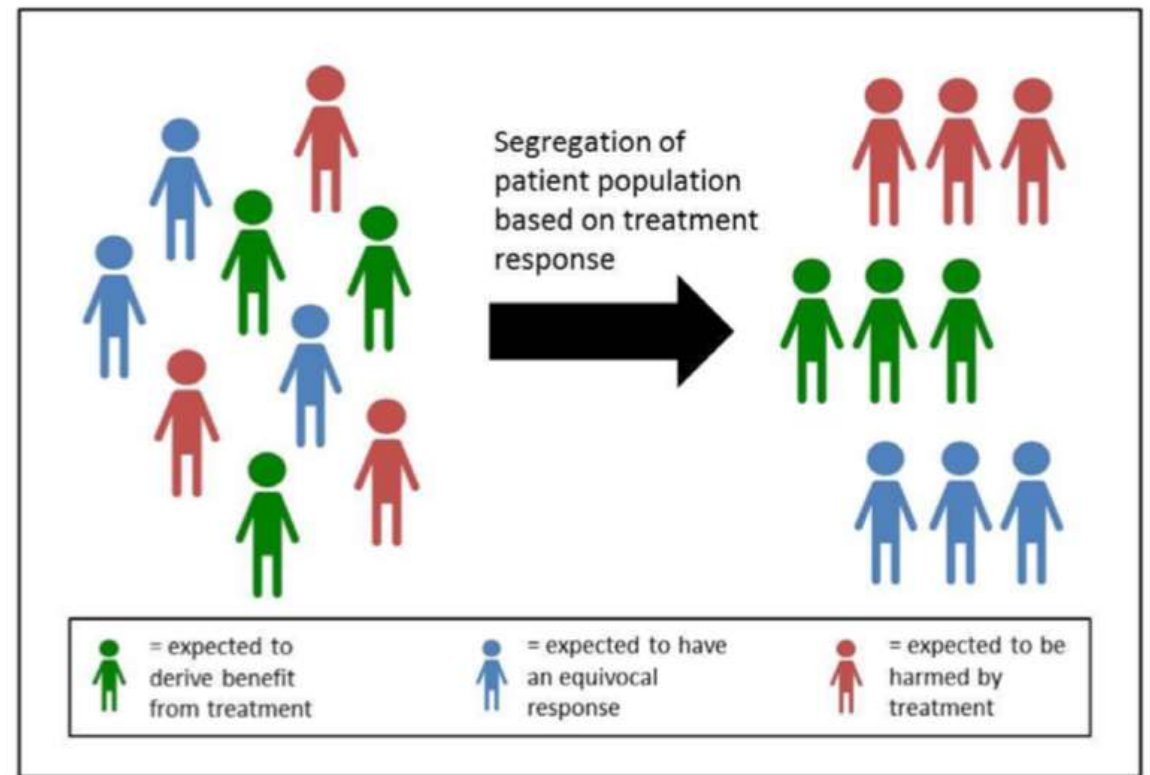 Segregation of
patient population
based on treatment
response
= expected to
derive benefit
from treatment
= expected to have
an equivocal
response
= expected to be
harmed by
treatment